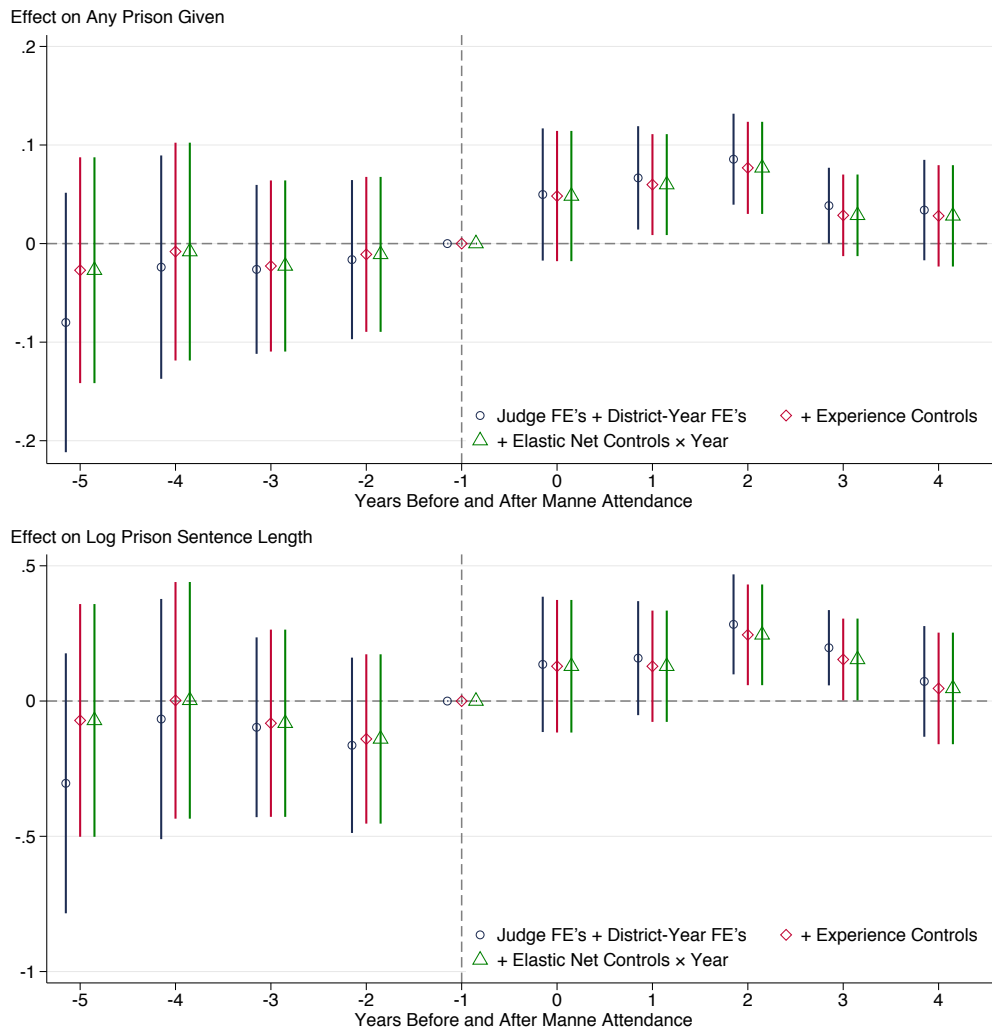 Effect on Any Prison Given
.2
.1
0
-.1
-.2
Judge FE's + District-Year FE's
+ Experience Controls
+ Elastic Net Controls × Year
-5 -4 -3 -2 -1 0 1 2 3 4
Years Before and After Manne Attendance
Effect on Log Prison Sentence Length
.5
0
-.5
-1
Judge FE's + District-Year FE's
+ Experience Controls
+ Elastic Net Controls × Year
-5 -4 -3 -2 -1 0 1 2 3 4
Years Before and After Manne Attendance